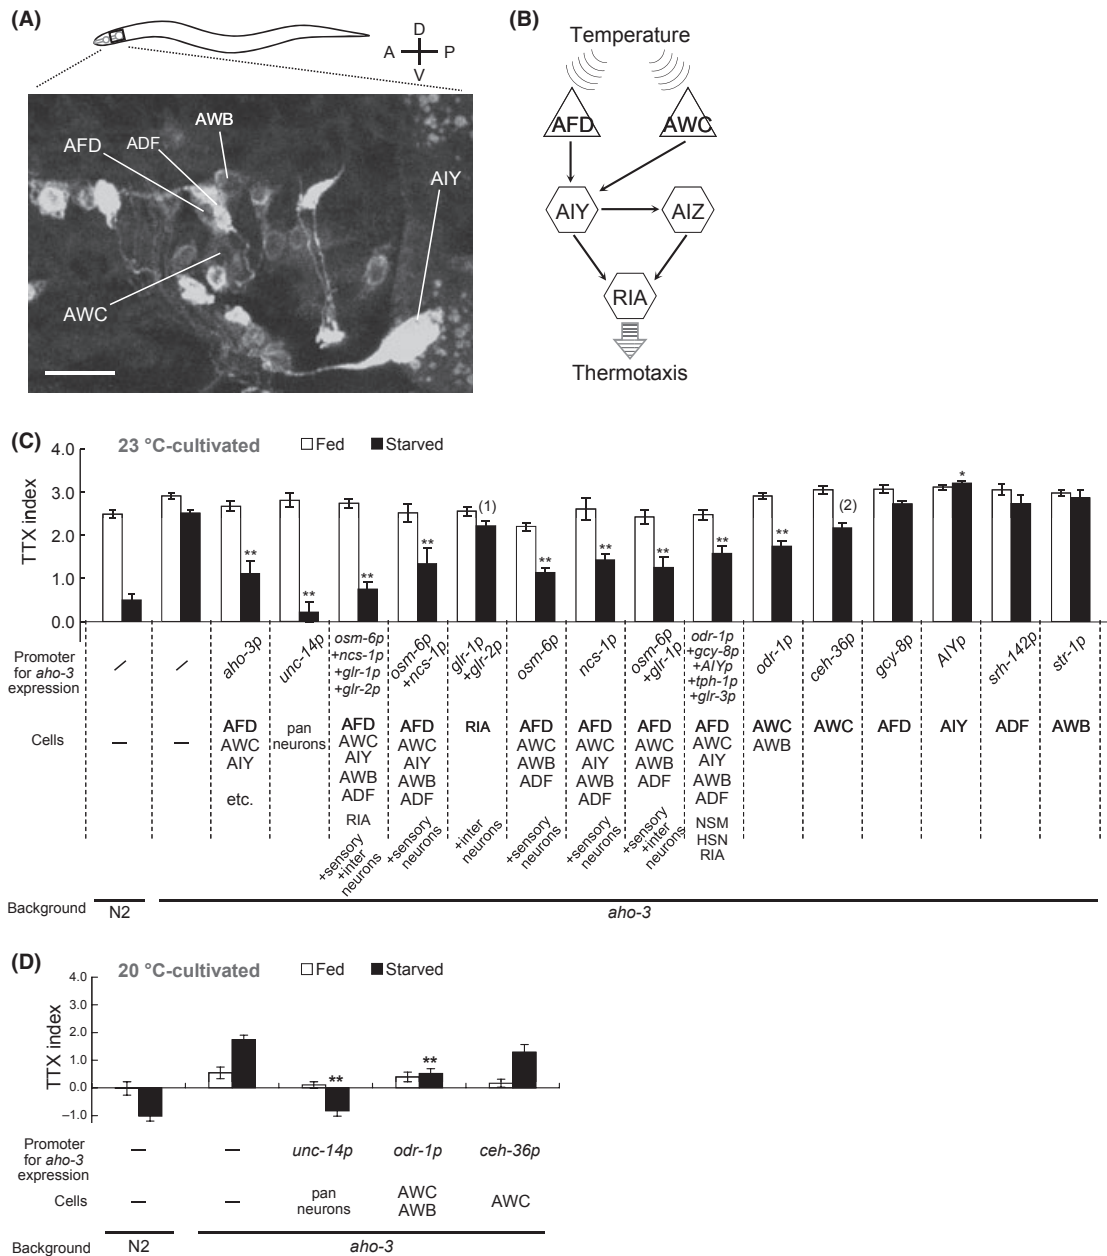 (A)
D
A P
V
AWB
AFD
ADF
AIY
AWC
(B)
Temperature
AFD
AWC
AIY
AIZ
RIA
Thermotaxis
(C)
23 °C-cultivated
Fed
Starved
TTX index
4.0
3.0
2.0
1.0
0.0
**
**
**
**
(1)
**
**
**
**
**
(2)
*
Promoter
for aho-3
expression
–
–
aho-3p
unc-14p
osm-6p
+ncs-1p
+glr-1p
+glr-2p
osm-6p
+ncs-1p
glr-1p
+glr-2p
osm-6p
ncs-1p
osm-6p
+glr-1p
odr-1p
+gcy-8p
+AIYp
+tph-1p
+glr-3p
odr-1p
ceh-36p
gcy-8p
AIYp
srh-142p
str-1p
Cells
–
–
AFD
AWC
AIY
etc.
pan
neurons
AFD
AWC
AIY
AWB
ADF
RIA
+sensory
+inter
neurons
AFD
AWC
AIY
AWB
ADF
+sensory
neurons
RIA
+inter
neurons
AFD
AWC
AWB
ADF
+sensory
neurons
AFD
AWC
AIY
AWB
ADF
+sensory
neurons
AFD
AWC
AWB
ADF
+sensory
+inter
neurons
AFD
AWC
AIY
AWB
ADF
NSM
HSN
RIA
AWC
AWB
AWC
AFD
AIY
ADF
AWB
Background
N2
aho-3
(D)
20 °C-cultivated
Fed
Starved
TTX index
4.0
3.0
2.0
1.0
0.0
–1.0
**
**
Promoter
for aho-3
expression
–
–
unc-14p
odr-1p
ceh-36p
Cells
–
–
pan
neurons
AWC
AWB
AWC
Background
N2
aho-3